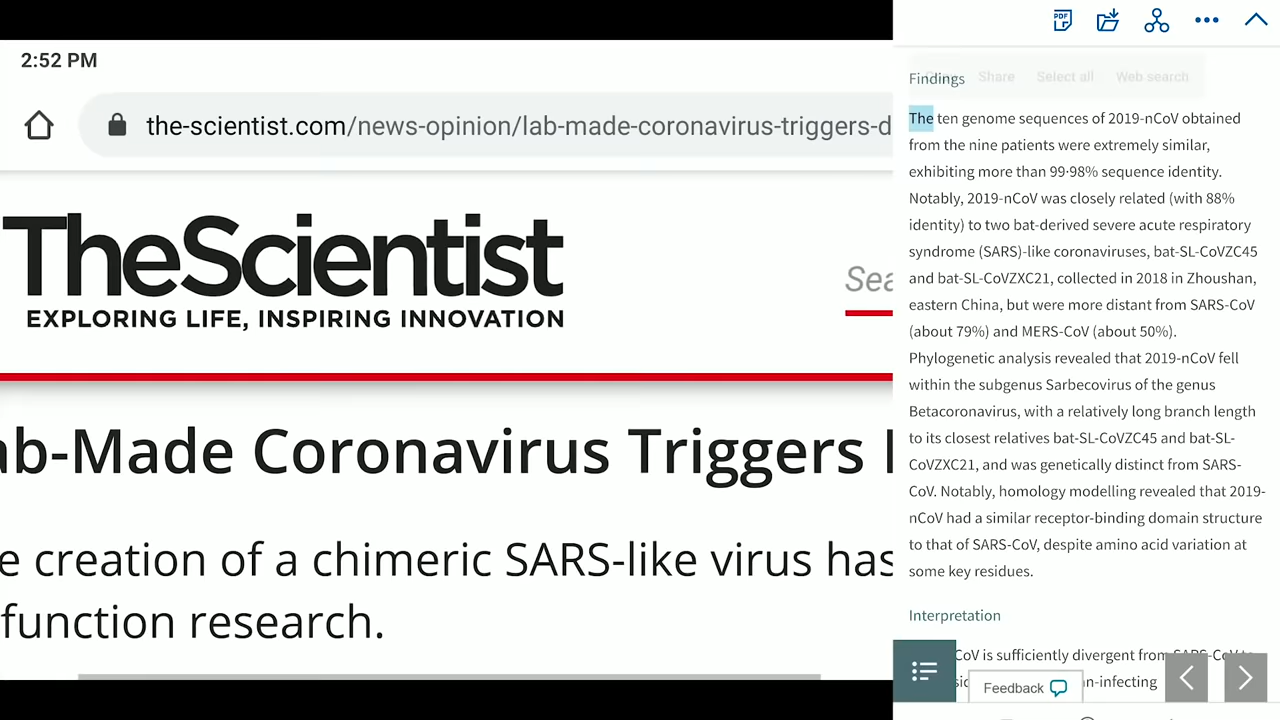 2:52 PM
the-scientist.com/news-opinion/lab-made-coronavirus-triggers-d
TheScientist
EXPLORING LIFE, INSPIRING INNOVATION
Sea
ab-Made Coronavirus Triggers
e creation of a chimeric SARS-like virus has
function research.
Share Select all Web search
Findings
The ten genome sequences of 2019-nCoV obtained
from the nine patients were extremely similar,
exhibiting more than 99·98% sequence identity.
Notably, 2019-nCoV was closely related (with 88%
identity) to two bat-derived severe acute respiratory
syndrome (SARS)-like coronaviruses, bat-SL-CoVZC45
and bat-SL-CoVZXC21, collected in 2018 in Zhoushan,
eastern China, but were more distant from SARS-CoV
(about 79%) and MERS-CoV (about 50%).
Phylogenetic analysis revealed that 2019-nCoV fell
within the subgenus Sarbecovirus of the genus
Betacoronavirus, with a relatively long branch length
to its closest relatives bat-SL-CoVZC45 and bat-SL-
CoVZXC21, and was genetically distinct from SARS-
CoV. Notably, homology modelling revealed that 2019-
nCoV had a similar receptor-binding domain structure
to that of SARS-CoV, despite amino acid variation at
some key residues.
Interpretation
CoV is sufficiently divergent from SARS-CoV to
n-infecting
Feedback
PDF